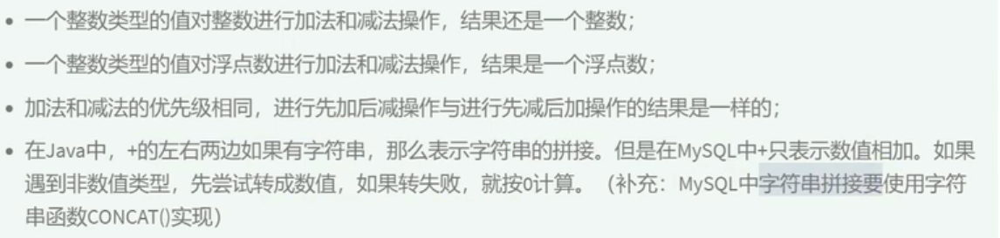 • 一个整数类型的值对整数进行加法和减法操作，结果还是一个整数；
• 一个整数类型的值对浮点数进行加法和减法操作，结果是一个浮点数；
• 加法和减法的优先级相同，进行先加后减操作与进行先减后加操作的结果是一样的；
• 在Java中，+的左右两边如果有字符串，那么表示字符串的拼接。但是在MySQL中+只表示数值相加。如果
遇到非数值类型，先尝试转成数值，如果转失败，就按0计算。（补充：MySQL中字符串拼接要使用字符
串函数CONCAT()实现）